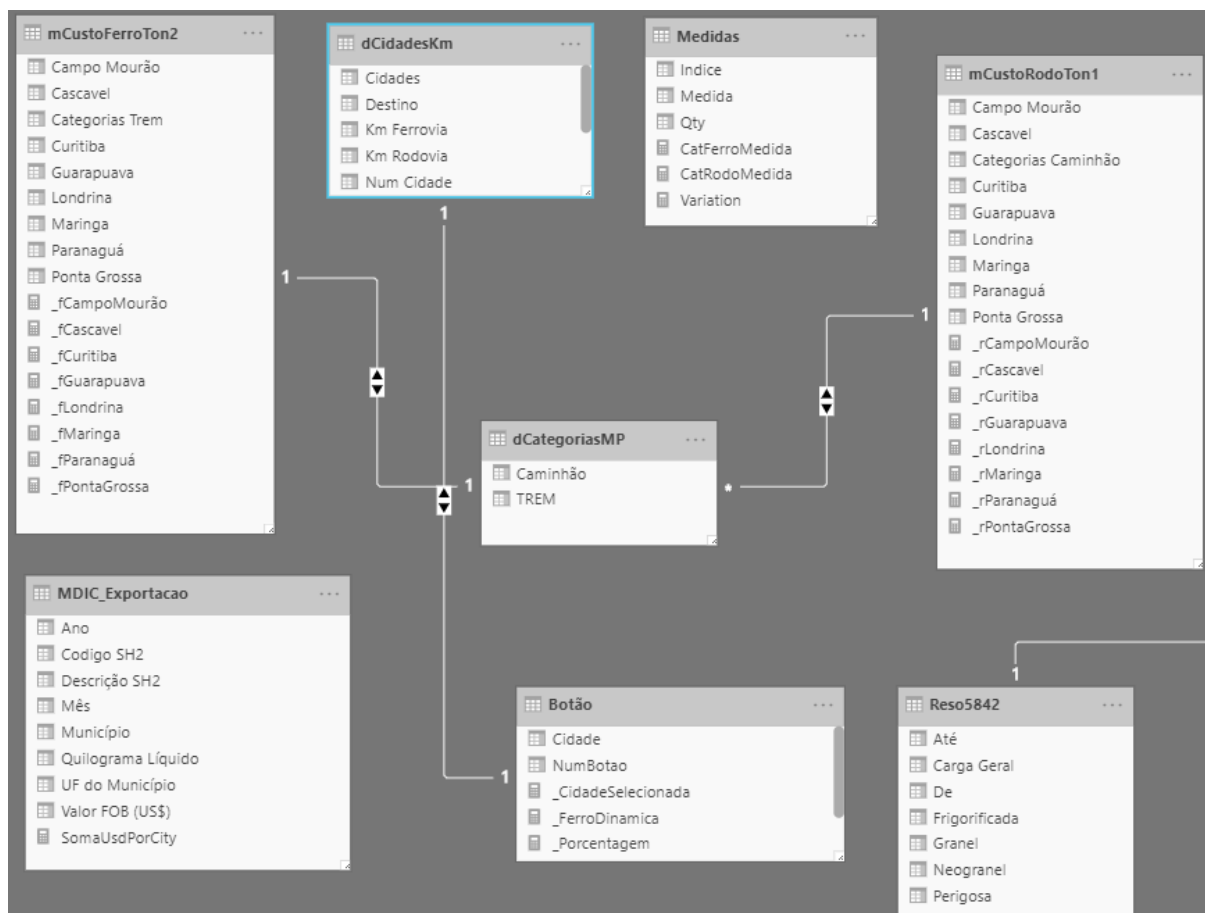 mCustoFerroTon2
Campo Mourão
Cascavel
Categorias Trem
Curitiba
Guarapuava
Londrina
Maringa
Paranaguá
Ponta Grossa
_fCampoMourão
_fCascavel
_fCuritiba
_fGuarapuava
_fLondrina
_fMaringa
_fParanaguá
_fPontaGrossa
dCidadesKm
Cidades
Destino
Km Ferrovia
Km Rodovia
Num Cidade
Medidas
Indice
Medida
Qty
CatFerroMedida
CatRodoMedida
Variation
mCustoRodoTon1
Campo Mourão
Cascavel
Categorias Caminhão
Curitiba
Guarapuava
Londrina
Maringa
Paranaguá
Ponta Grossa
_rCampoMourão
_rCascavel
_rCuritiba
_rGuarapuava
_rLondrina
_rMaringa
_rParanaguá
_rPontaGrossa
1
1
1
1
*
dCategoriasMP
Caminhão
TREM
MDIC_Exportacao
Ano
Codigo SH2
Descrição SH2
Mês
Município
Quilograma Líquido
UF do Município
Valor FOB (US$)
SomaUsdPorCity
1
Botão
Cidade
NumBotao
_CidadeSelecionada
_FerroDinamica
_Porcentagem
1
Reso5842
Até
Carga Geral
De
Frigorificada
Granel
Neogranel
Perigosa